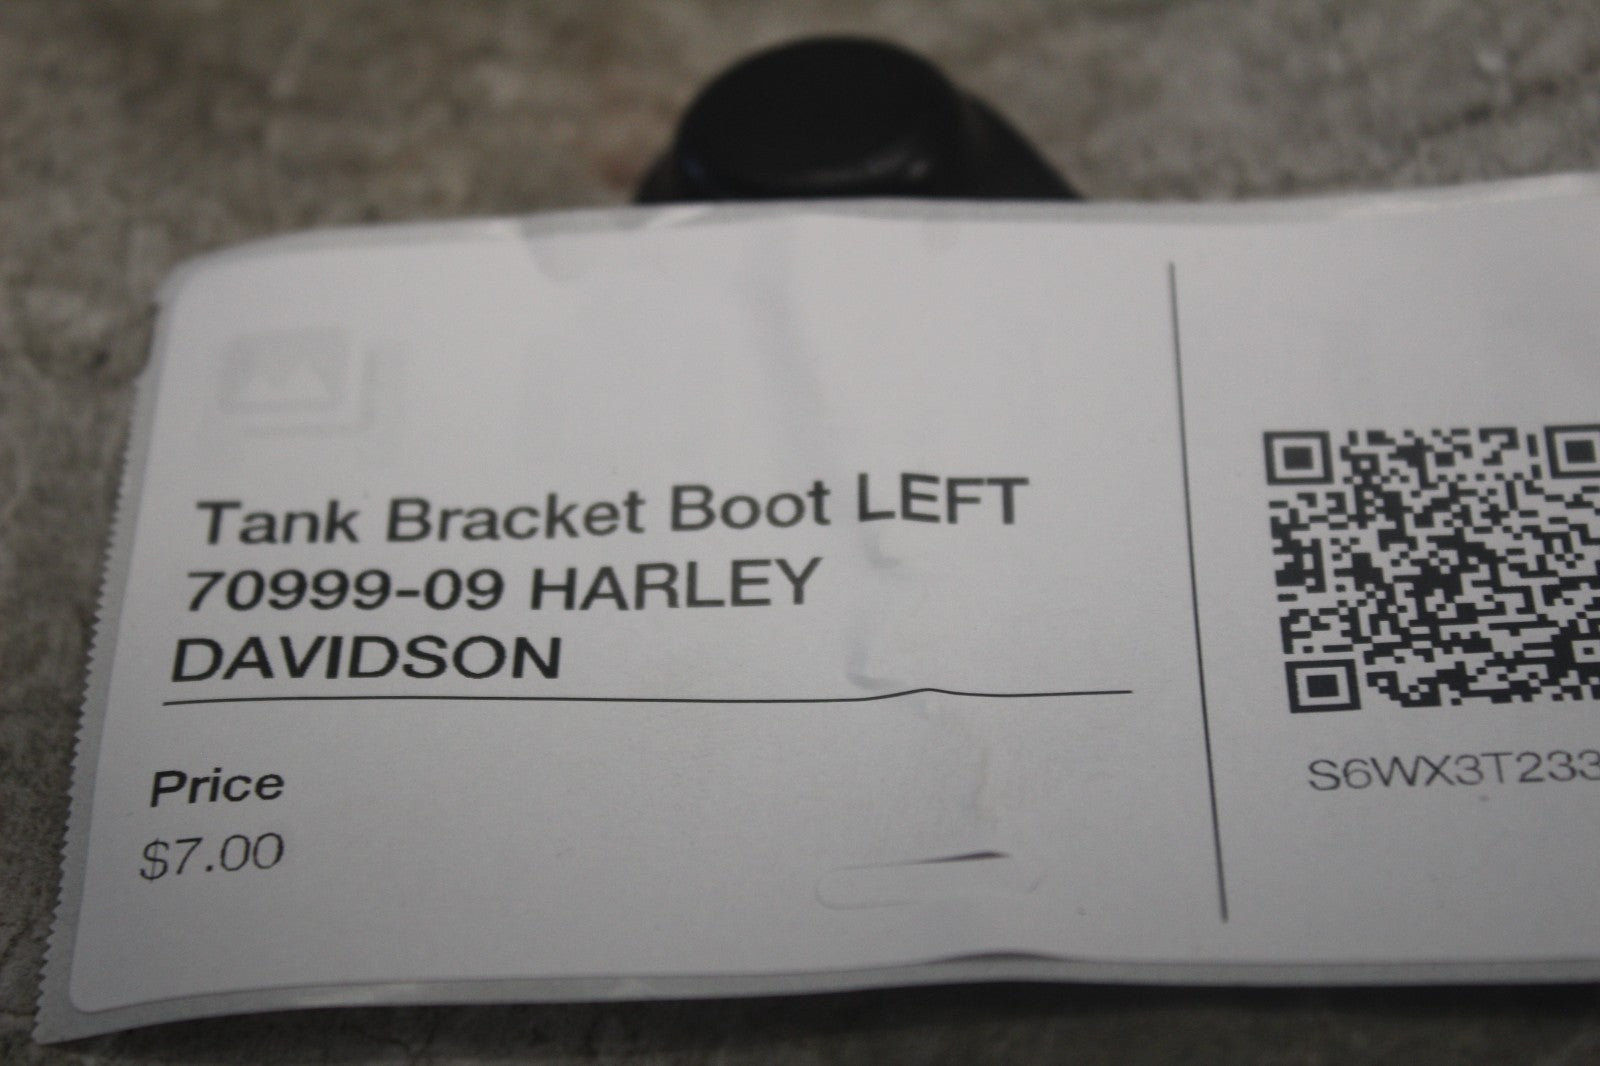 Tank Bracket Boot LEFT
70999-09 HARLEY
DAVIDSON
Price
$7.00
S6WX3T233